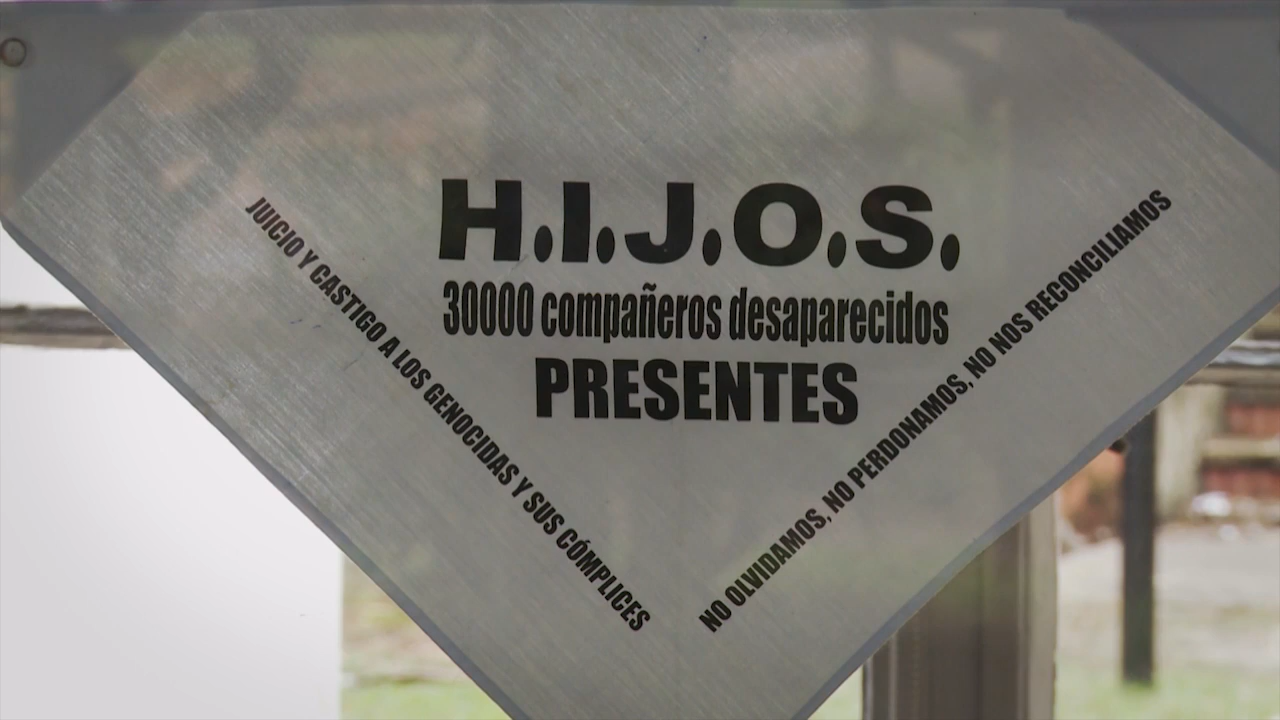 H.I.J.O.S.
30000 compañeros desaparecidos
PRESENTES
JUICIO Y CASTIGO A LOS GENOCIDAS Y SUS CÓMPLICES
NO OLVIDAMOS, NO PERDONAMOS, NO NOS RECONCILIAMOS